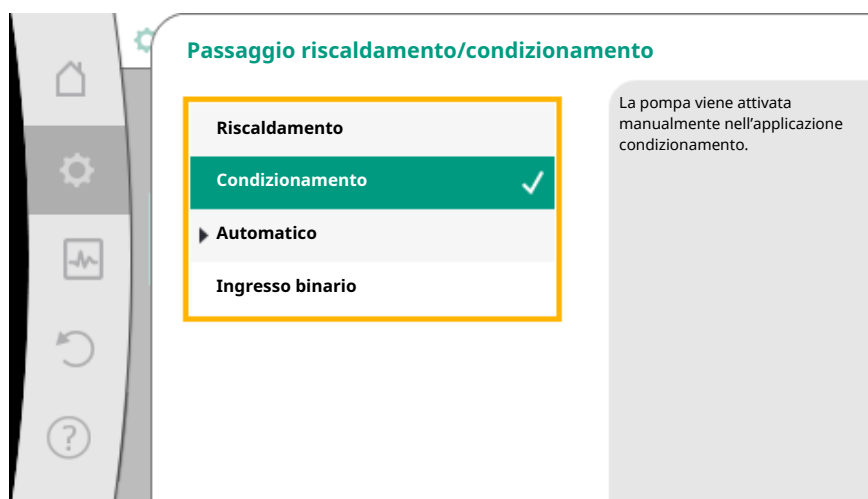 Passaggio riscaldamento/condizionamento
Riscaldamento
Condizionamento
Automatico
Ingresso binario
La pompa viene attivata
manualmente nell'applicazione
condizionamento.
?